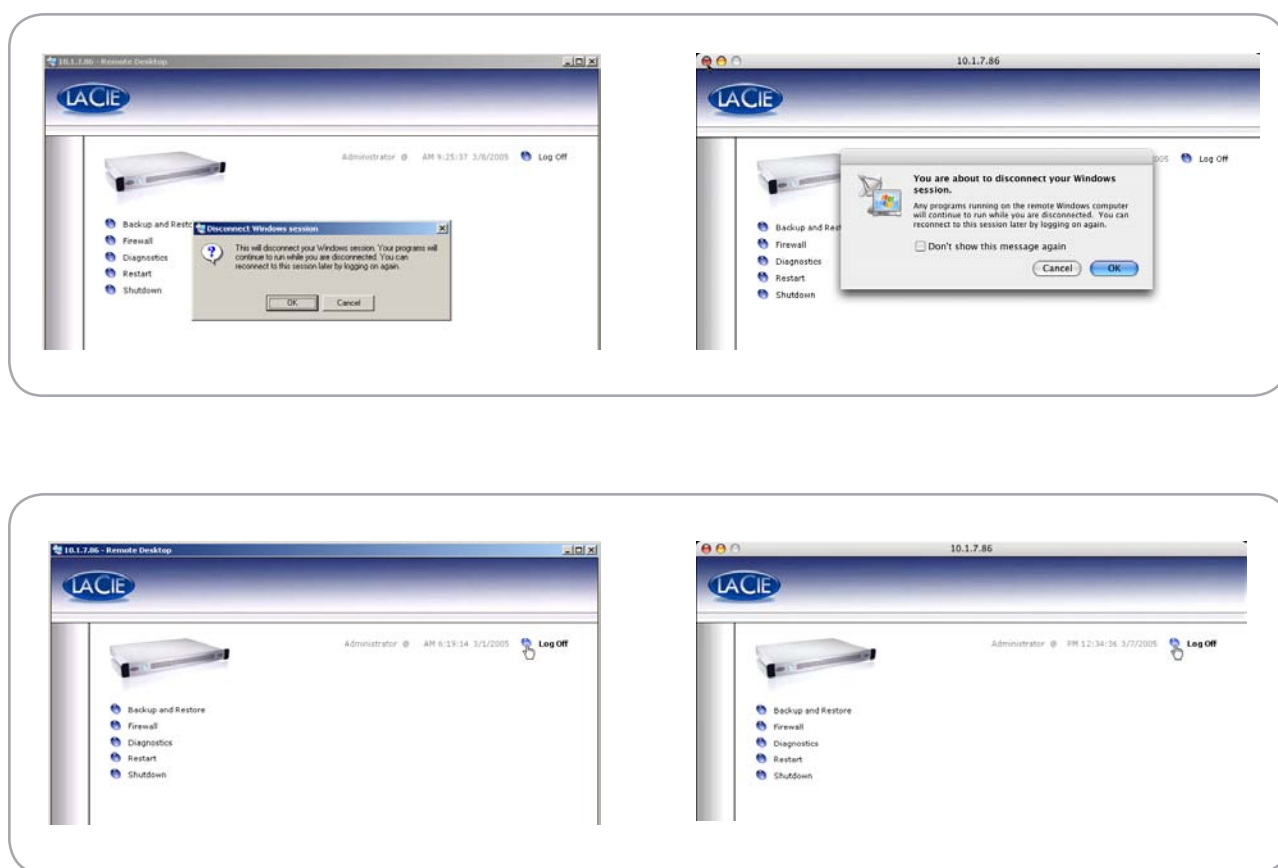 10.1.7.86 - Remote Desktop
LACIE
Administrator @ AM 9:25:37 3/8/2005 Log Off
Backup and Resto
Firewall
Diagnostics
Restart
Shutdown
Disconnect Windows session
This will disconnect your Windows session. Your programs will
continue to run while you are disconnected. You can
reconnect to this session later by logging on again.
OK Cancel
10.1.7.86
LACIE
005 Log Off
Backup and Rest
Firewall
Diagnostics
Restart
Shutdown
You are about to disconnect your Windows
session.
Any programs running on the remote Windows computer
will continue to run while you are disconnected. You can
reconnect to this session later by logging on again.
Don't show this message again
Cancel OK
10.1.7.86 - Remote Desktop
LACIE
Administrator @ AM 6:19:14 3/1/2005 Log Off
Backup and Restore
Firewall
Diagnostics
Restart
Shutdown
10.1.7.86
LACIE
Administrator @ PM 12:34:36 3/7/2005 Log Off
Backup and Restore
Firewall
Diagnostics
Restart
Shutdown